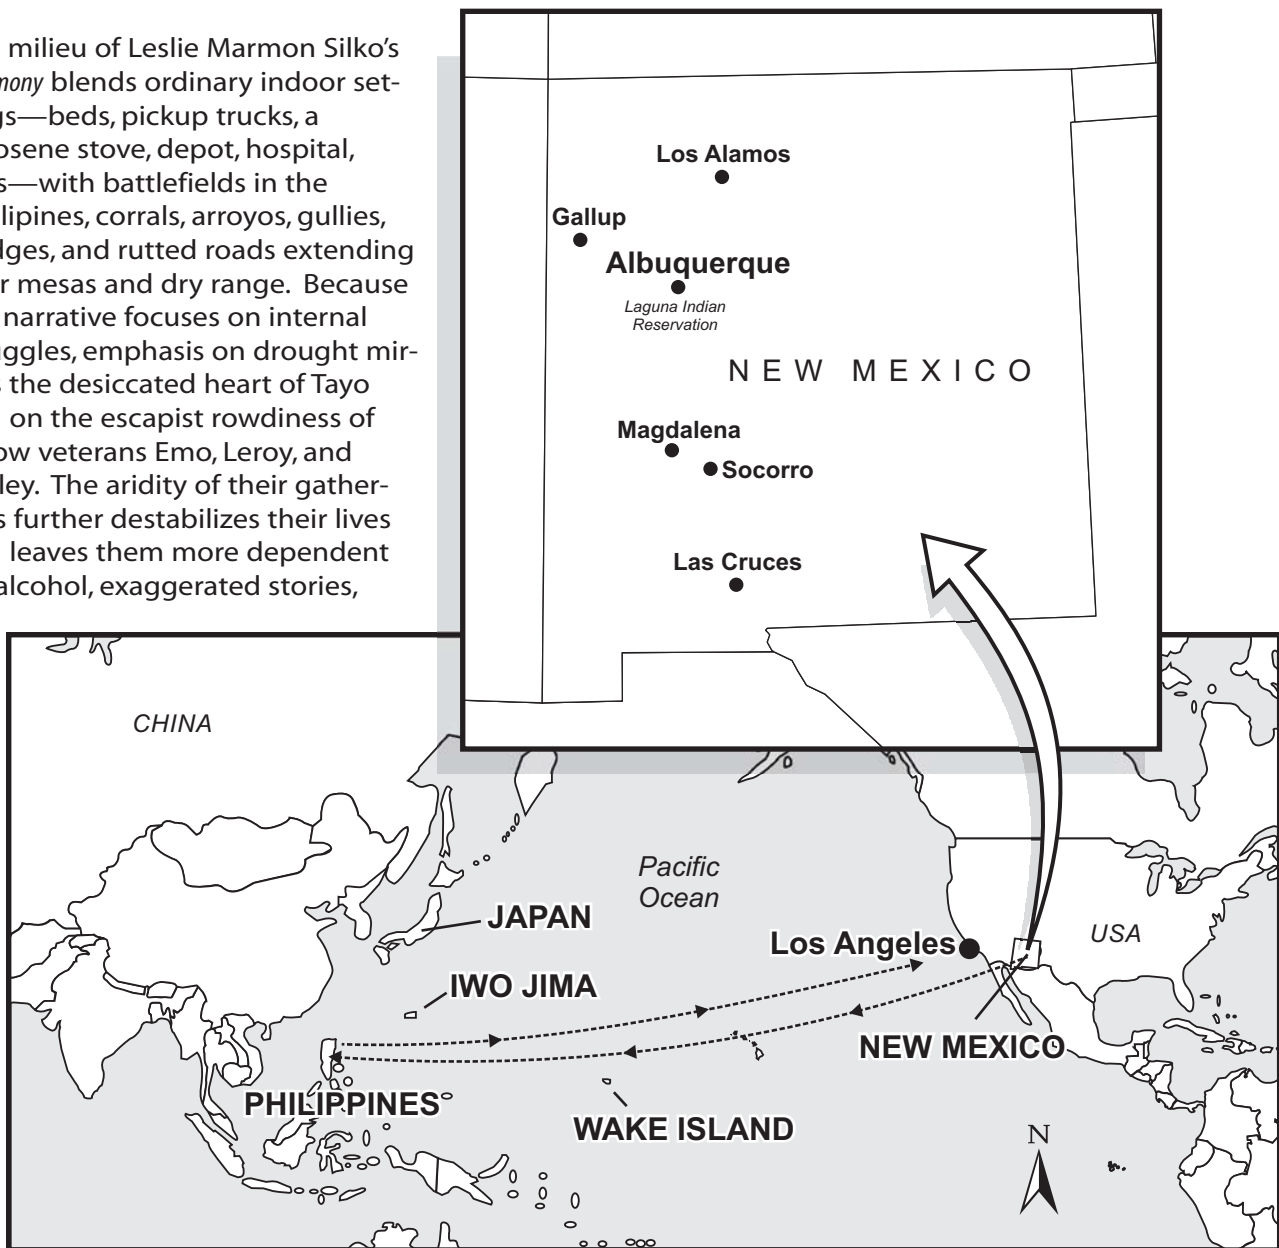 milieu of Leslie Marmon Silko's
mony blends ordinary indoor set-
gs—beds, pickup trucks, a
osene stove, depot, hospital,
s—with battlefields in the
lipines, corrals, arroyos, gullies,
dges, and rutted roads extending
r mesas and dry range. Because
narrative focuses on internal
uggles, emphasis on drought mir-
s the desiccated heart of Tayo
on the escapist rowdiness of
ow veterans Emo, Leroy, and
ley. The aridity of their gather-
s further destabilizes their lives
leaves them more dependent
alcohol, exaggerated stories,
Los Alamos
Gallup
Albuquerque
Laguna Indian
Reservation
NEW MEXICO
Magdalena
Socorro
Las Cruces
CHINA
Pacific
Ocean
JAPAN
Los Angeles
USA
IWO JIMA
NEW MEXICO
PHILIPPINES
WAKE ISLAND
N